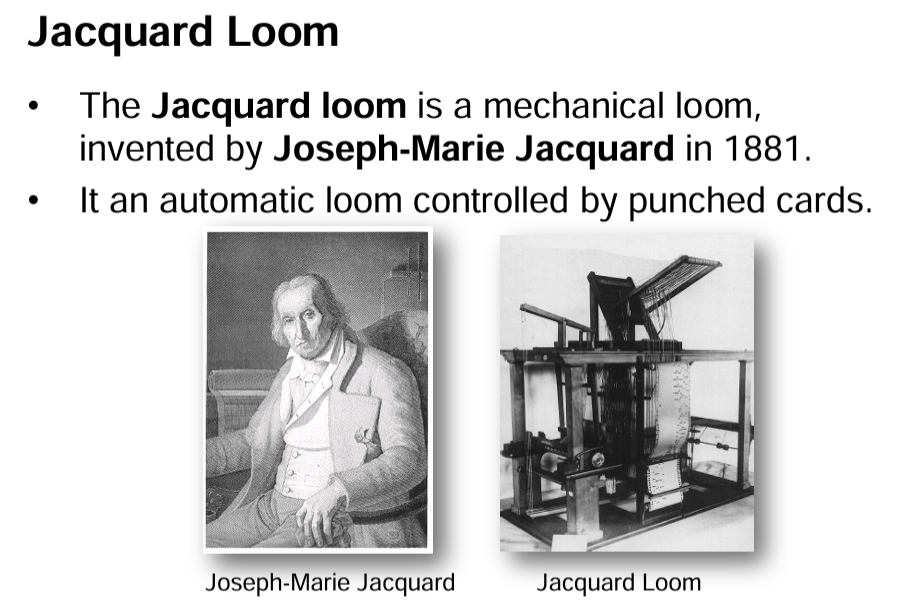 Jacquard Loom
• The Jacquard loom is a mechanical loom,
invented by Joseph-Marie Jacquard in 1881.
• It an automatic loom controlled by punched cards.
Joseph-Marie Jacquard
Jacquard Loom